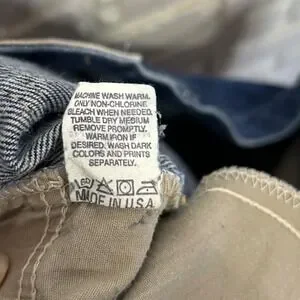 MACHINE WASH WARM.
ONLY NON-CHLORINE
BLEACH WHEN NEEDED.
TUMBLE DRY MEDIUM
REMOVE PROMPTLY.
WARM IRON IF
DESIRED. WASH DARK
COLORS AND PRINTS
SEPARATELY.
MADE IN U.S.A.